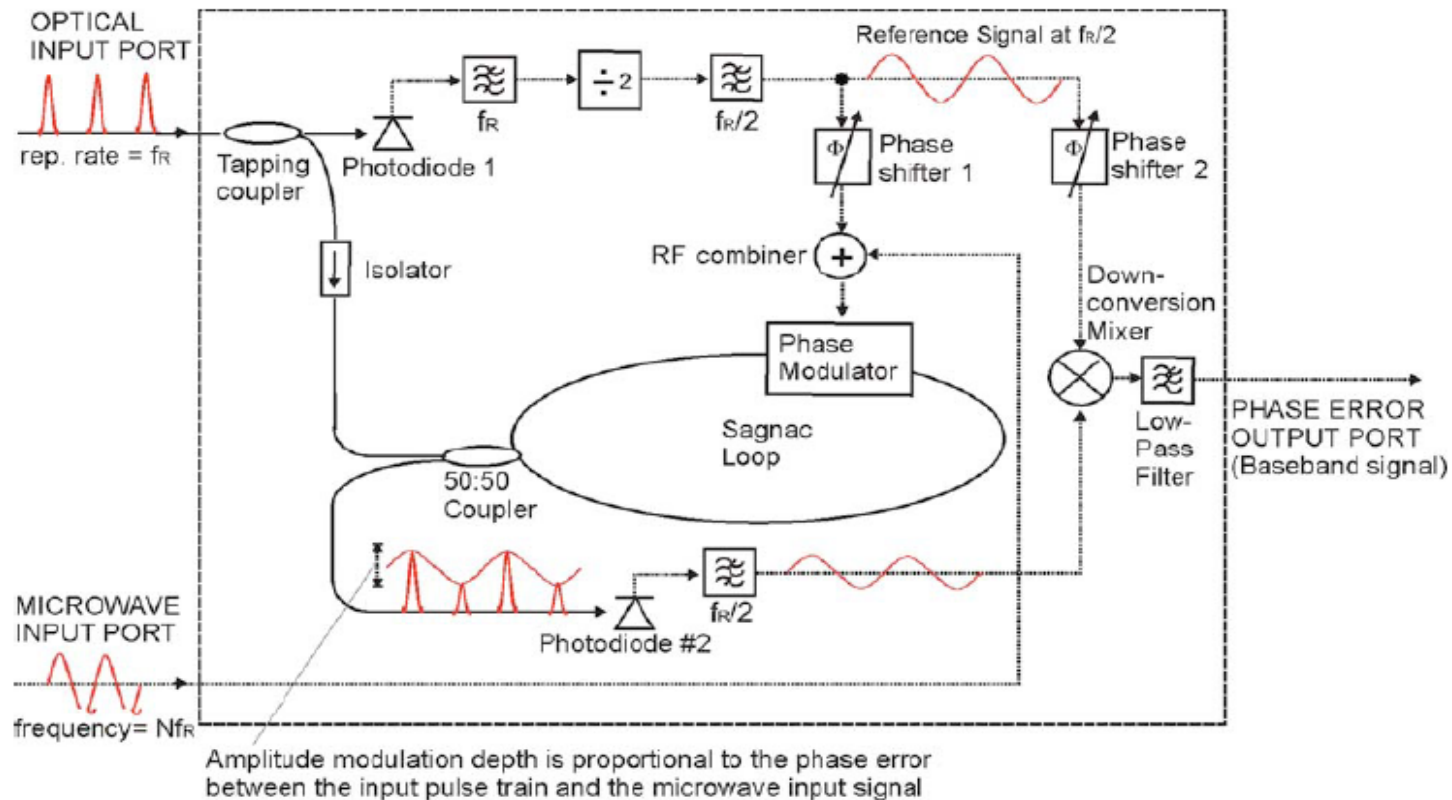 OPTICAL
INPUT PORT
rep. rate = fR
Tapping
coupler
Photodiode 1
fR
÷ 2
fR/2
Reference Signal at fR/2
Φ
Phase
shifter 1
Φ
Phase
shifter 2
Isolator
RF combiner
+
Down-
conversion
Mixer
Phase
Modulator
Sagnac
Loop
50:50
Coupler
Low-
Pass
Filter
PHASE ERROR
OUTPUT PORT
(Baseband signal)
fR/2
Photodiode #2
MICROWAVE
INPUT PORT
frequency= NfR
Amplitude modulation depth is proportional to the phase error
between the input pulse train and the microwave input signal